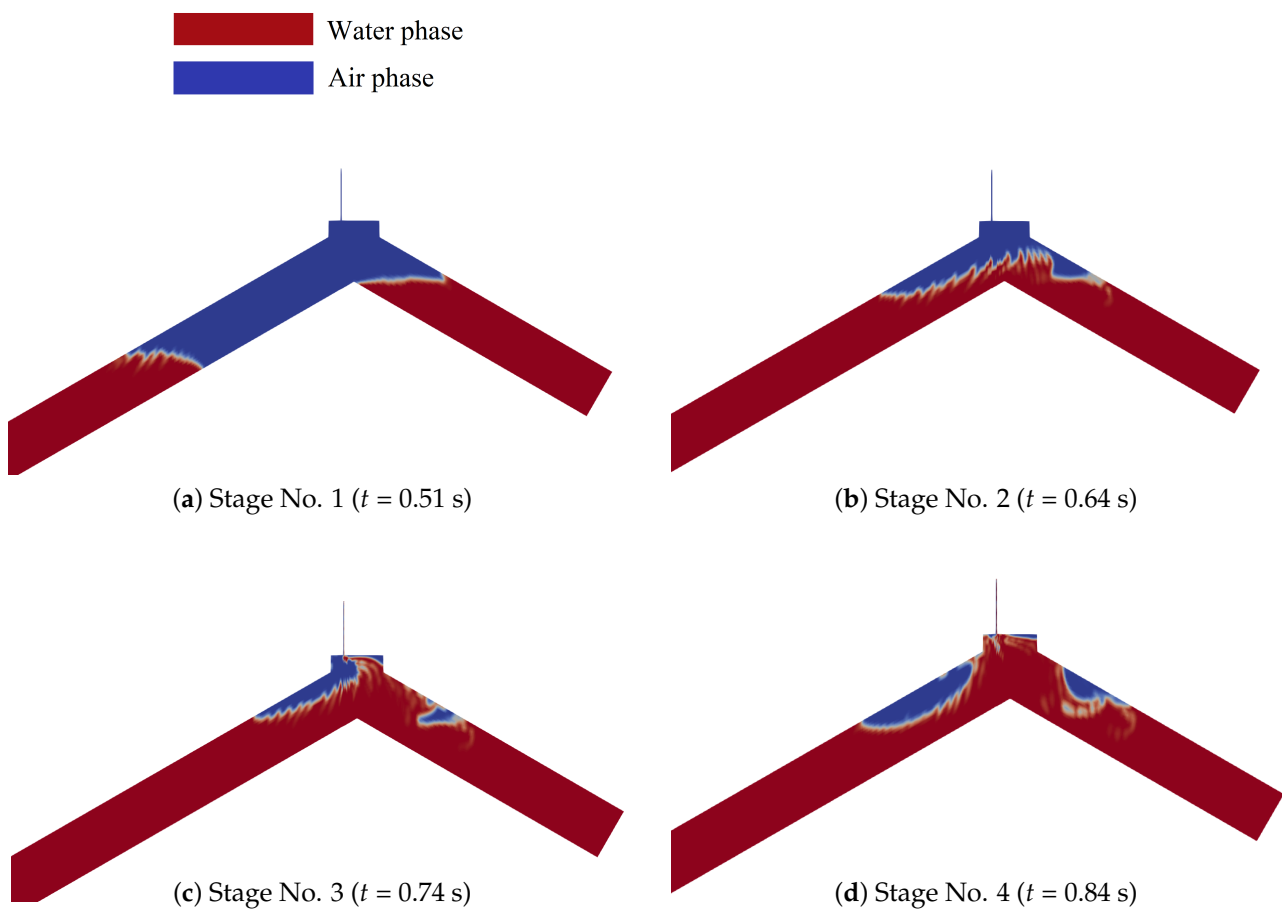 Water phase
Air phase
(a) Stage No. 1 (t = 0.51 s)
(b) Stage No. 2 (t = 0.64 s)
(c) Stage No. 3 (t = 0.74 s)
(d) Stage No. 4 (t = 0.84 s)